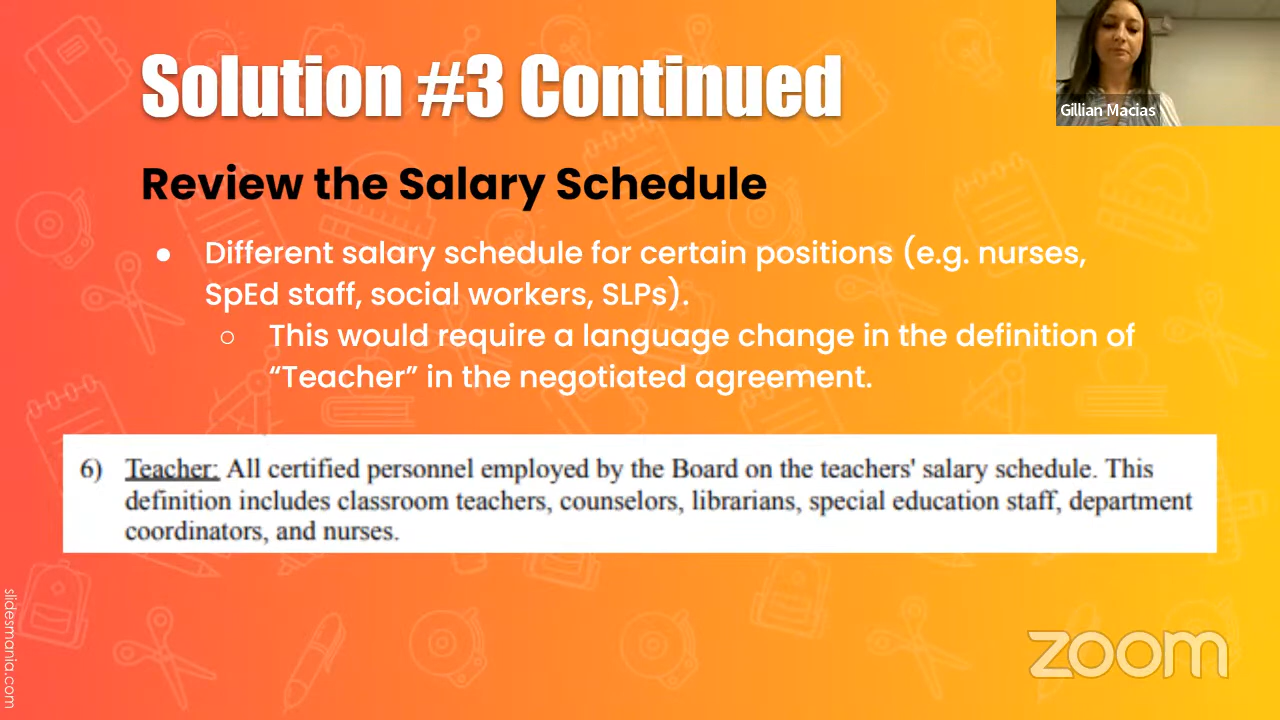 Solution #3 Continued
Gillian Macias
Review the Salary Schedule
● Different salary schedule for certain positions (e.g. nurses,
SpEd staff, social workers, SLPs).
○ This would require a language change in the definition of
“Teacher” in the negotiated agreement.
6) Teacher: All certified personnel employed by the Board on the teachers' salary schedule. This
definition includes classroom teachers, counselors, librarians, special education staff, department
coordinators, and nurses.
slidesmania.com
zoom